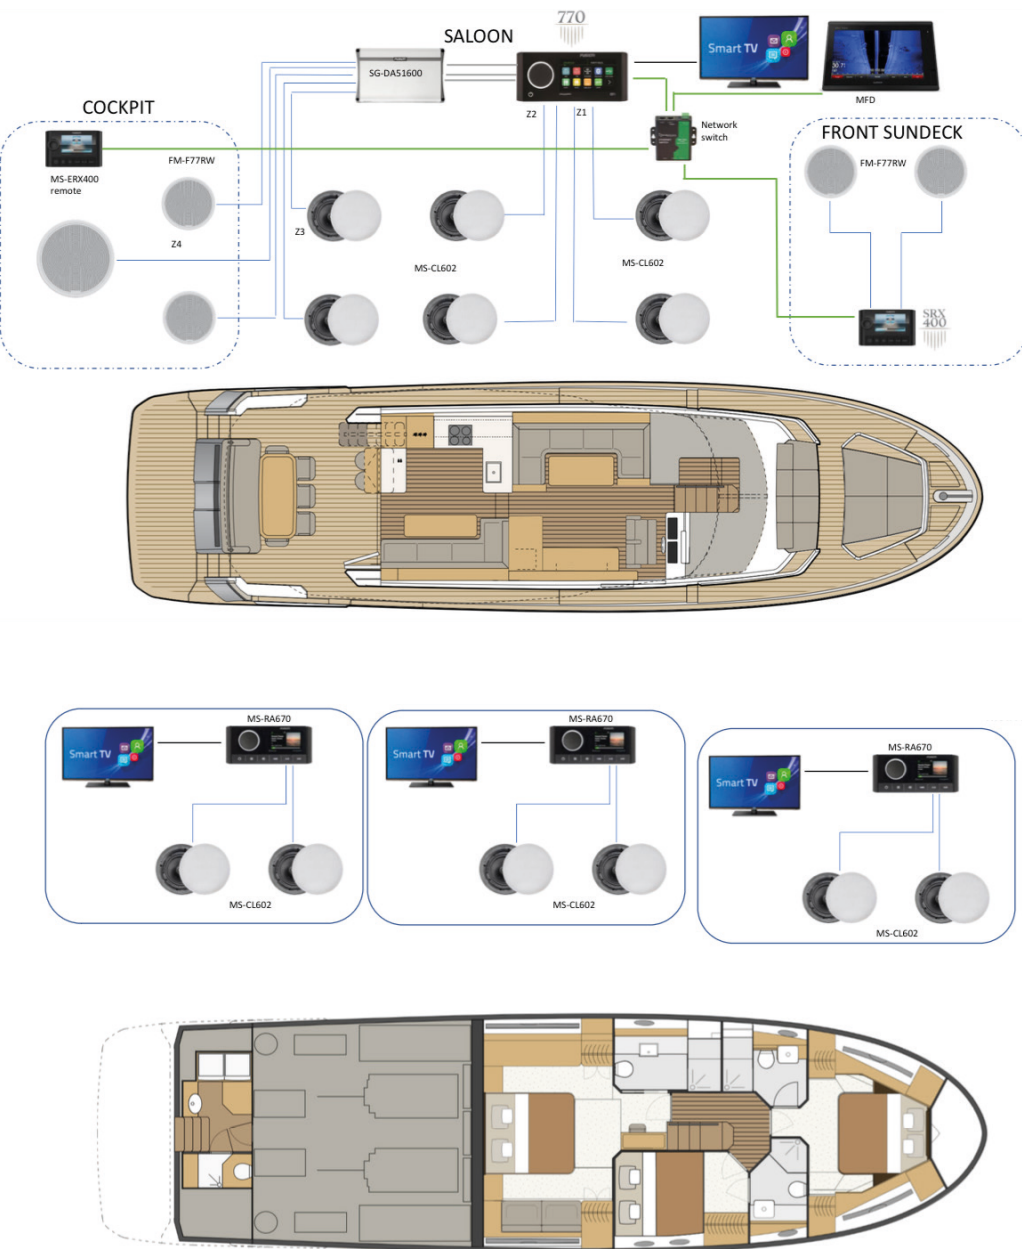 770
SALOON
SG-DA51600
Smart TV
MFD
COCKPIT
Z2
Z1
Network
switch
FRONT SUNDECK
MS-ERX400
remote
FM-F77RW
FM-F77RW
Z4
Z3
MS-CL602
MS-CL602
SRX
400
MS-RA670
Smart TV
MS-CL602
MS-RA670
Smart TV
MS-CL602
MS-RA670
Smart TV
MS-CL602